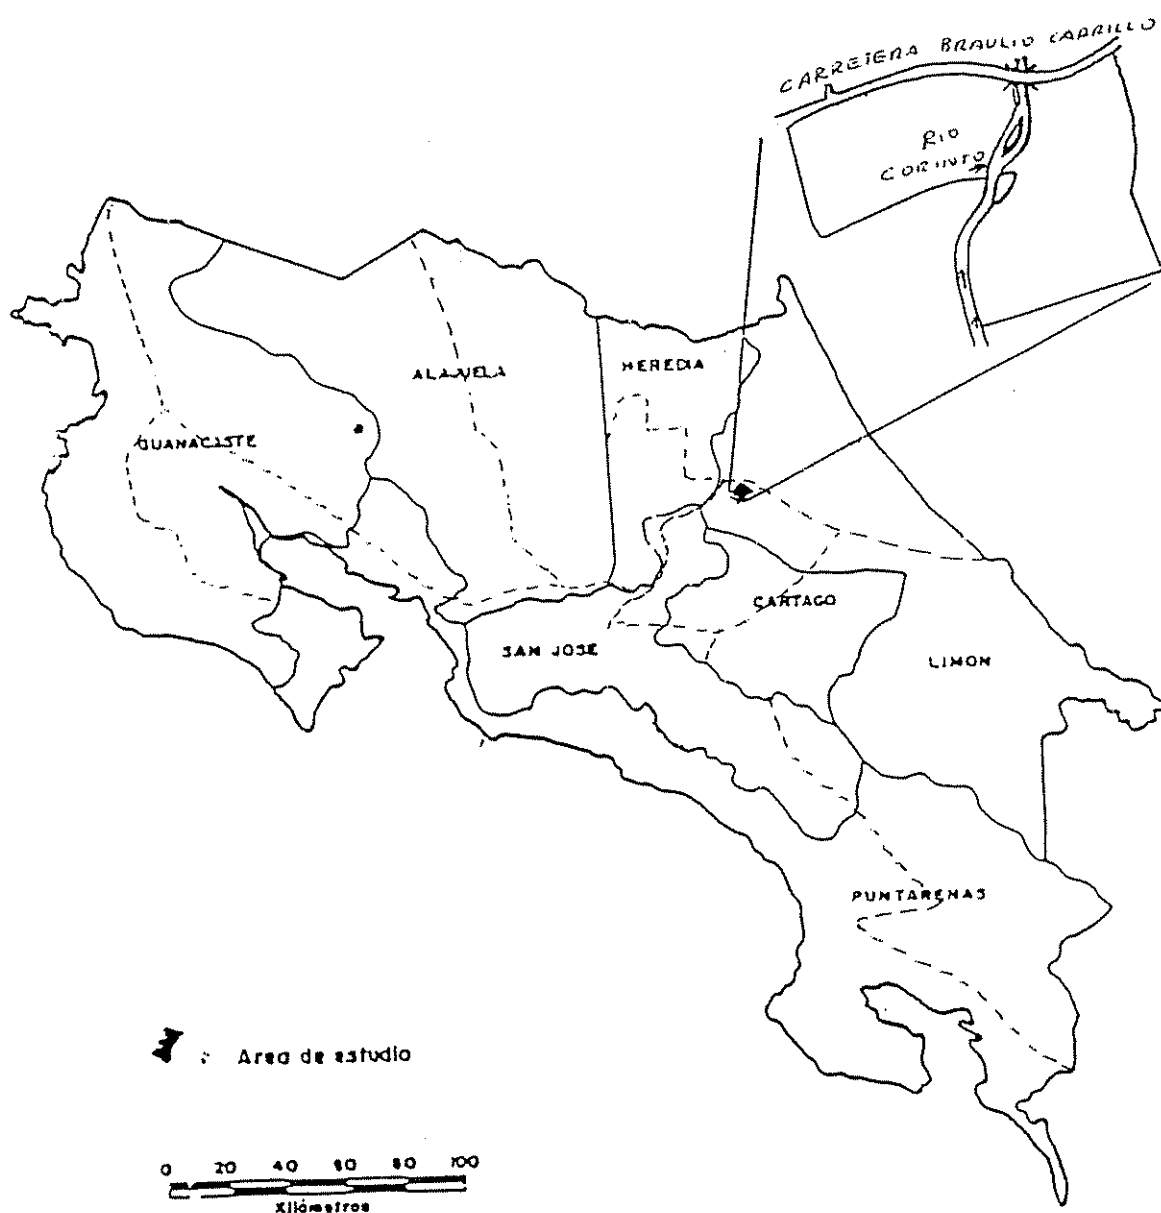 CARRETERA BRAULIO CARRILLO
RIO
CORINTO
ALAJUELA
HEREDIA
GUANACASTE
CARTAGO
SAN JOSE
LIMON
PUNTARENAS
: Area de estudio
0 20 40 60 80 100
Kilómetros